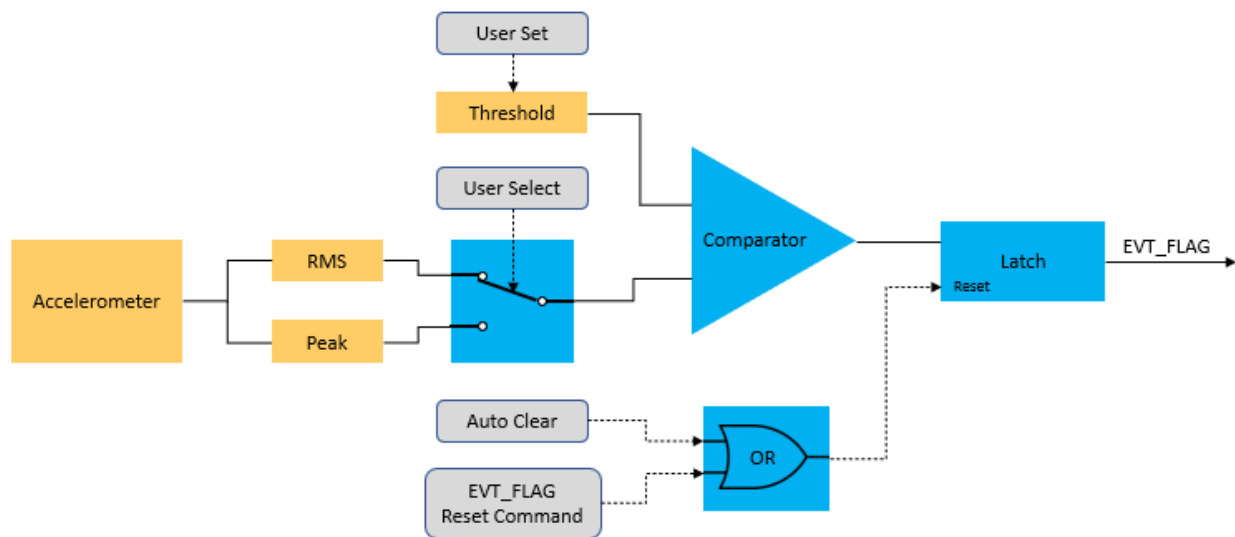 User Set
Threshold
User Select
Comparator
RMS
Accelerometer
Peak
Latch
Reset
EVT_FLAG
Auto Clear
OR
EVT_FLAG
Reset Command